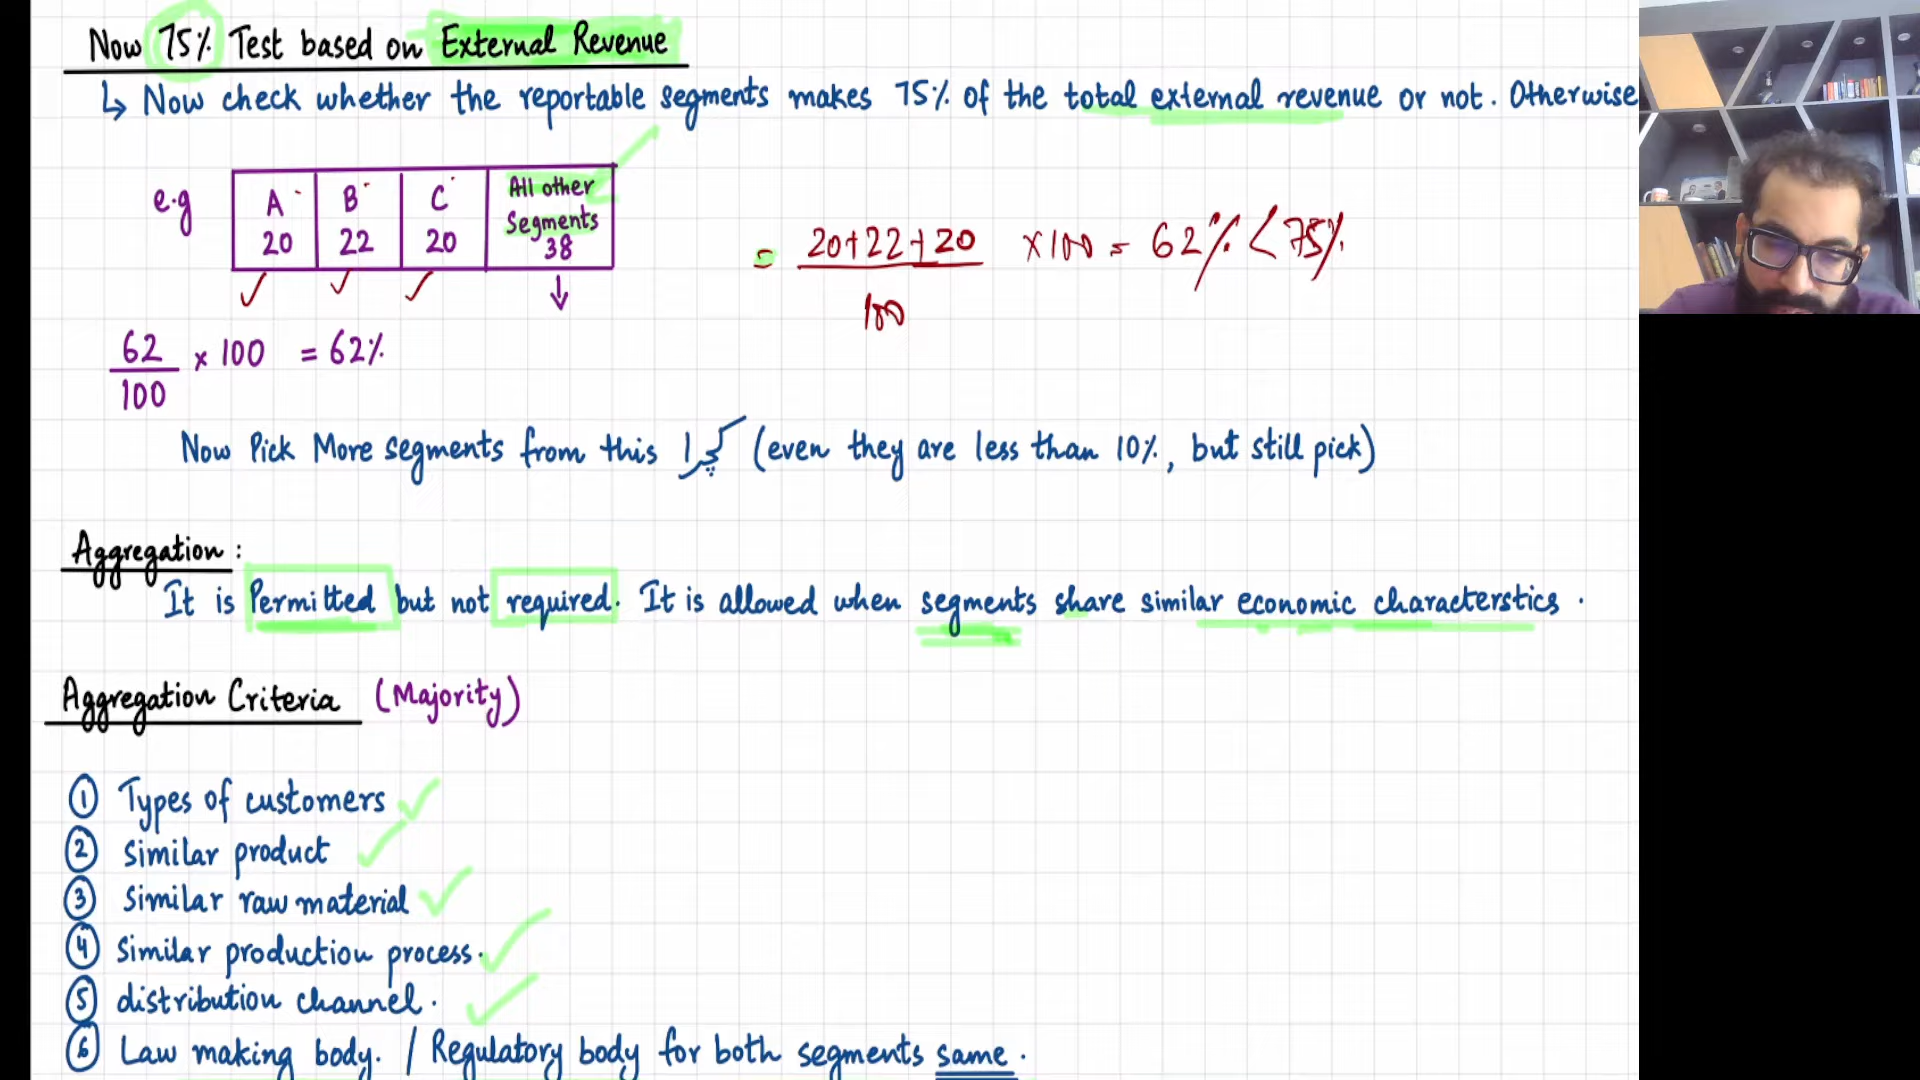 Now 75% Test based on External Revenue
↳ Now check whether the reportable segments makes 75% of the total external revenue or not. Otherwise
e.g
A
20
B
22
C
20
All other
Segments
38
= 20+22+20 / 100 × 100 = 62% < 75%
62 / 100 × 100 = 62%
Now Pick More segments from this کچرا (even they are less than 10%, but still pick)
Aggregation :
It is Permitted but not required. It is allowed when segments share similar economic characterstics .
Aggregation Criteria (Majority)
① Types of customers
② Similar product
③ Similar raw material
④ Similar production process.
⑤ distribution channel.
⑥ Law making body. / Regulatory body for both segments same .